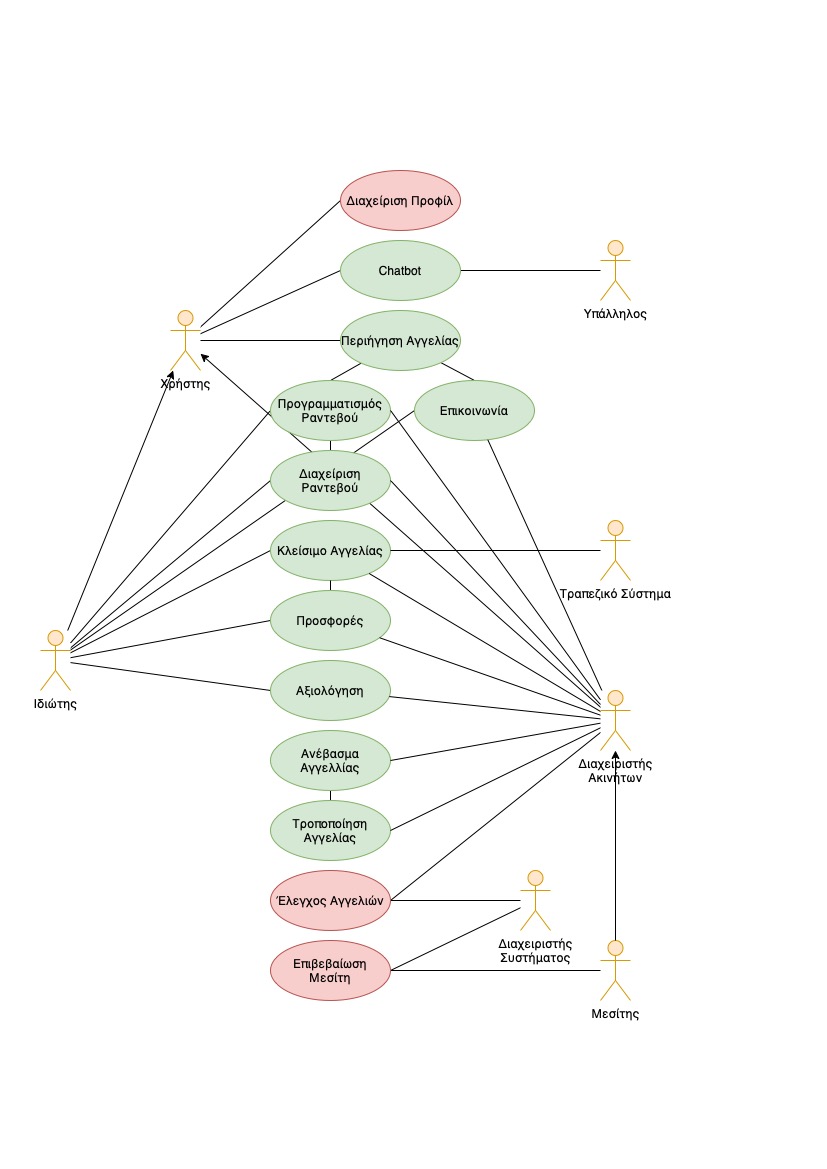 Διαχείριση Προφίλ
Chatbot
Υπάλληλος
Περιήγηση Αγγελίας
Χρήστης
Προγραμματισμός
Ραντεβού
Επικοινωνία
Διαχείριση
Ραντεβού
Κλείσιμο Αγγελίας
Τραπεζικό Σύστημα
Προσφορές
Αξιολόγηση
Ιδιώτης
Ανέβασμα
Αγγελλίας
Διαχειριστής
Ακινήτων
Τροποποίηση
Αγγελίας
Έλεγχος Αγγελιών
Διαχειριστής
Συστήματος
Επιβεβαίωση
Μεσίτη
Μεσίτης